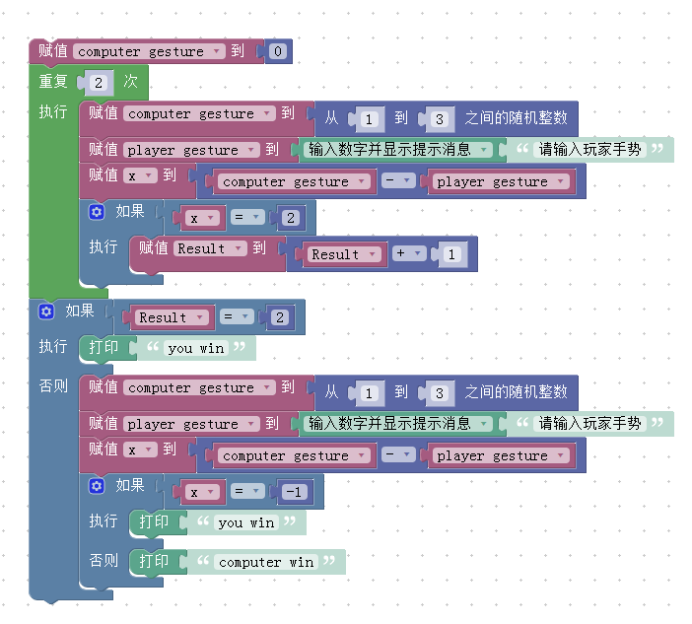 赋值 computer gesture 到 0
重复 2 次
执行 赋值 computer gesture 到 从 1 到 3 之间的随机整数
赋值 player gesture 到 输入数字并显示提示消息 “ 请输入玩家手势 ”
赋值 x 到 computer gesture - player gesture
如果 x = 2
执行 赋值 Result 到 Result + 1
如果 Result = 2
执行 打印 “ you win ”
否则 赋值 computer gesture 到 从 1 到 3 之间的随机整数
赋值 player gesture 到 输入数字并显示提示消息 “ 请输入玩家手势 ”
赋值 x 到 computer gesture - player gesture
如果 x = -1
执行 打印 “ you win ”
否则 打印 “ computer win ”